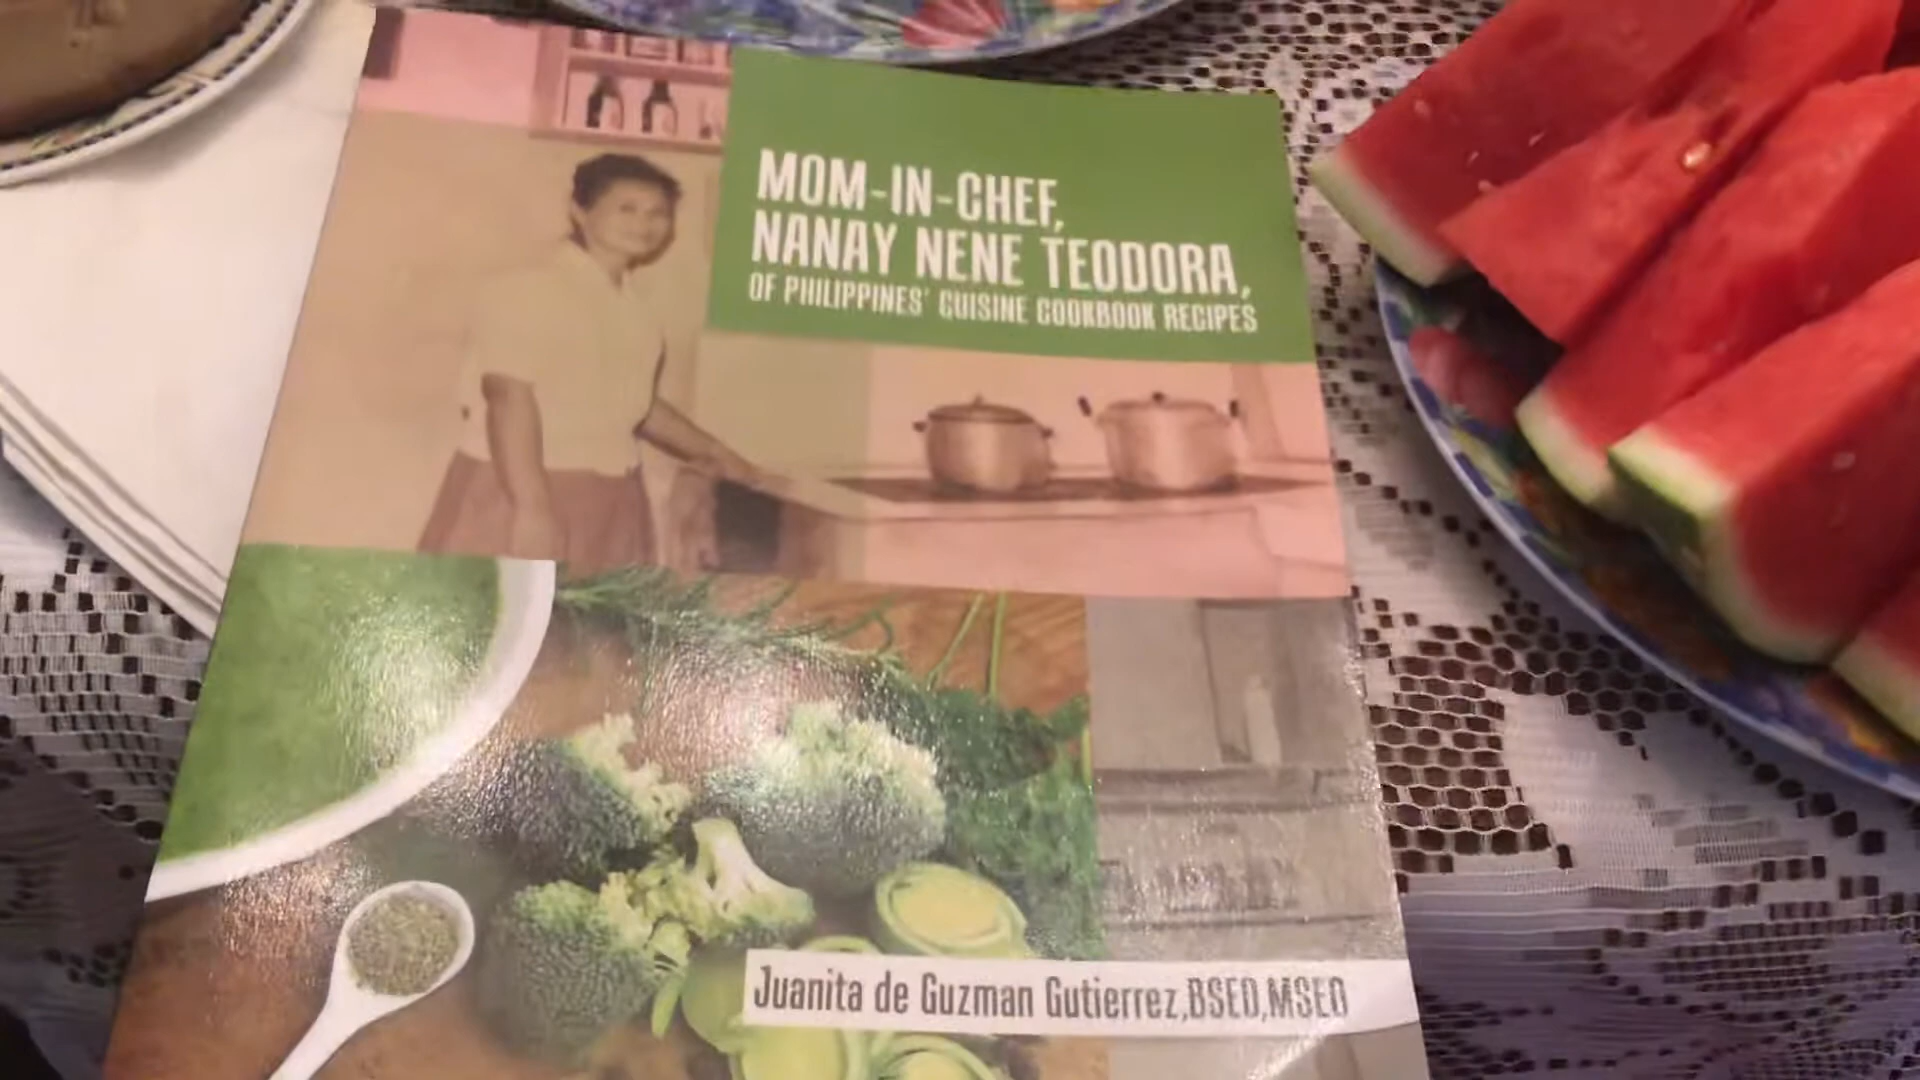 MOM-IN-CHEF,
NANAY NENE TEODORA,
OF PHILIPPINES' CUISINE COOKBOOK RECIPES
Juanita de Guzman Gutierrez,BSED,MSED